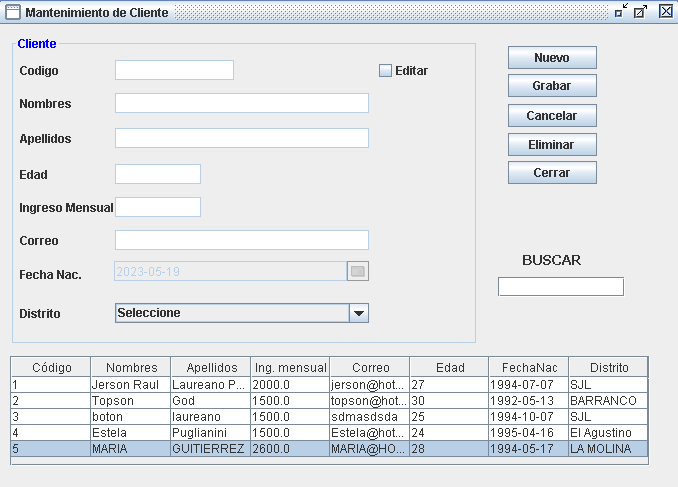 Mantenimiento de Cliente
Cliente
Codigo
Editar
Nombres
Apellidos
Edad
Ingreso Mensual
Correo
Fecha Nac. 2023-05-19
Distrito Seleccione
Nuevo
Grabar
Cancelar
Eliminar
Cerrar
BUSCAR
Código Nombres Apellidos Ing. mensual Correo Edad FechaNac Distrito
1 Jerson Raul Laureano P... 2000.0 jerson@hot... 27 1994-07-07 SJL
2 Topson God 1500.0 topson@hot... 30 1992-05-13 BARRANCO
3 boton laureano 1500.0 sdmasdsda 25 1994-10-07 SJL
4 Estela Puglianini 1500.0 Estela@hot... 24 1995-04-16 El Agustino
5 MARIA GUITIERREZ 2600.0 MARIA@HO... 28 1994-05-17 LA MOLINA